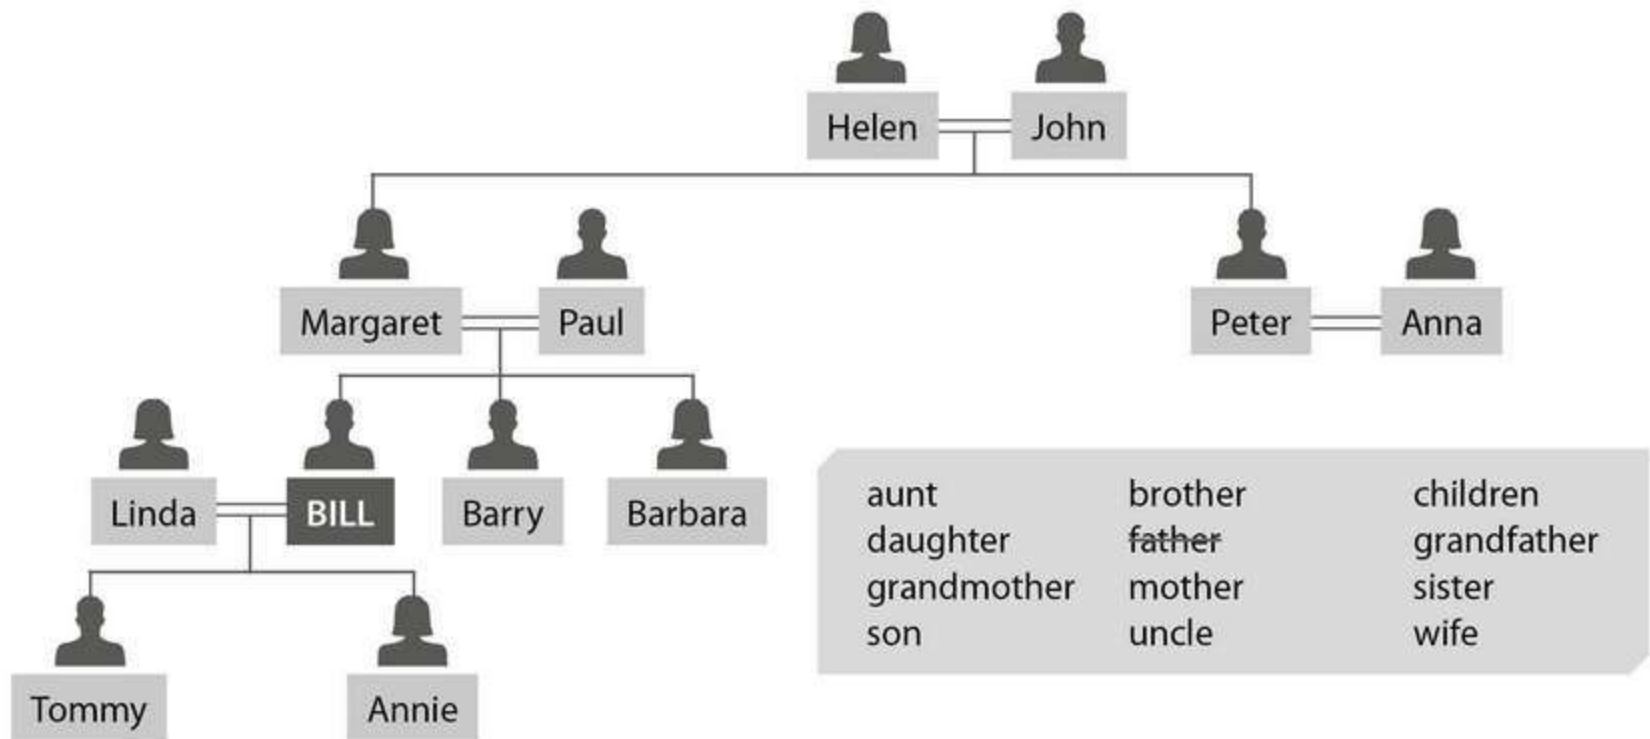 Helen John
Margaret Paul Peter Anna
Linda BILL Barry Barbara
Tommy Annie
aunt brother children
daughter father grandfather
grandmother mother sister
son uncle wife